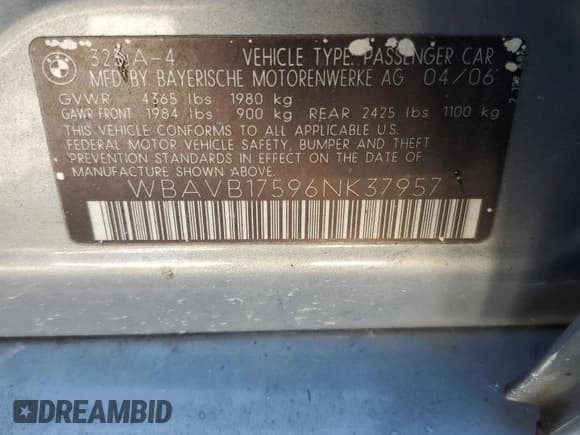 VEHICLE TYPE: PASSENGER CAR
MFD BY BAYERISCHE MOTORENWERKE AG 04/06
GVWR 4365 lbs 1980 kg
GAWR FRONT 1984 lbs 900 kg REAR 2425 lbs 1100 kg
THIS VEHICLE CONFORMS TO ALL APPLICABLE U.S.
FEDERAL MOTOR VEHICLE SAFETY, BUMPER AND THEFT
PREVENTION STANDARDS IN EFFECT ON THE DATE OF
MANUFACTURE SHOWN ABOVE.
WBAVB17596NK37957
DREAMBID